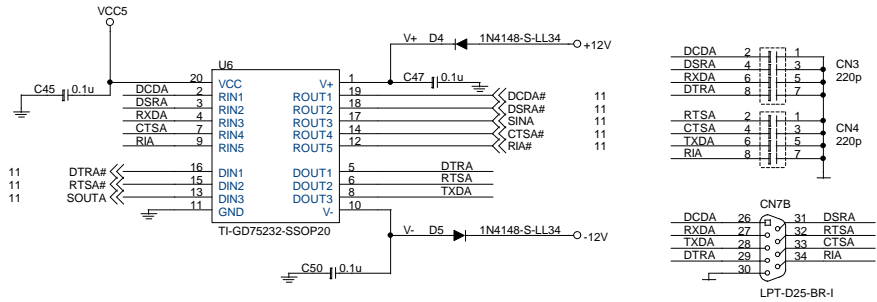 VCC5
V+ D4 1N4148-S-LL34 +12V
U6
C45 0.1u
20 VCC V+ 1 C47 0.1u
DCDA 2 RIN1 ROUT1 19 DCDA# 11
DSRA 3 RIN2 ROUT2 18 DSRA# 11
RXDA 4 RIN3 ROUT3 17 SINA 11
CTSA 7 RIN4 ROUT4 14 CTSA# 11
RIA 9 RIN5 ROUT5 12 RIA# 11
11 DTRA# 16 DIN1 DOUT1 5 DTRA
11 RTSA# 15 DIN2 DOUT2 6 RTSA
11 SOUTA 13 DIN3 DOUT3 8 TXDA
11 GND V- 10
TI-GD75232-SSOP20
V- D5 1N4148-S-LL34 -12V
C50 0.1u
DCDA 2 1
DSRA 4 3 CN3
RXDA 6 5 220p
DTRA 8 7
RTSA 2 1
CTSA 4 3 CN4
TXDA 6 5 220p
RIA 8 7
CN7B
DCDA 26 31 DSRA
RXDA 27 32 RTSA
TXDA 28 33 CTSA
DTRA 29 34 RIA
30
LPT-D25-BR-I